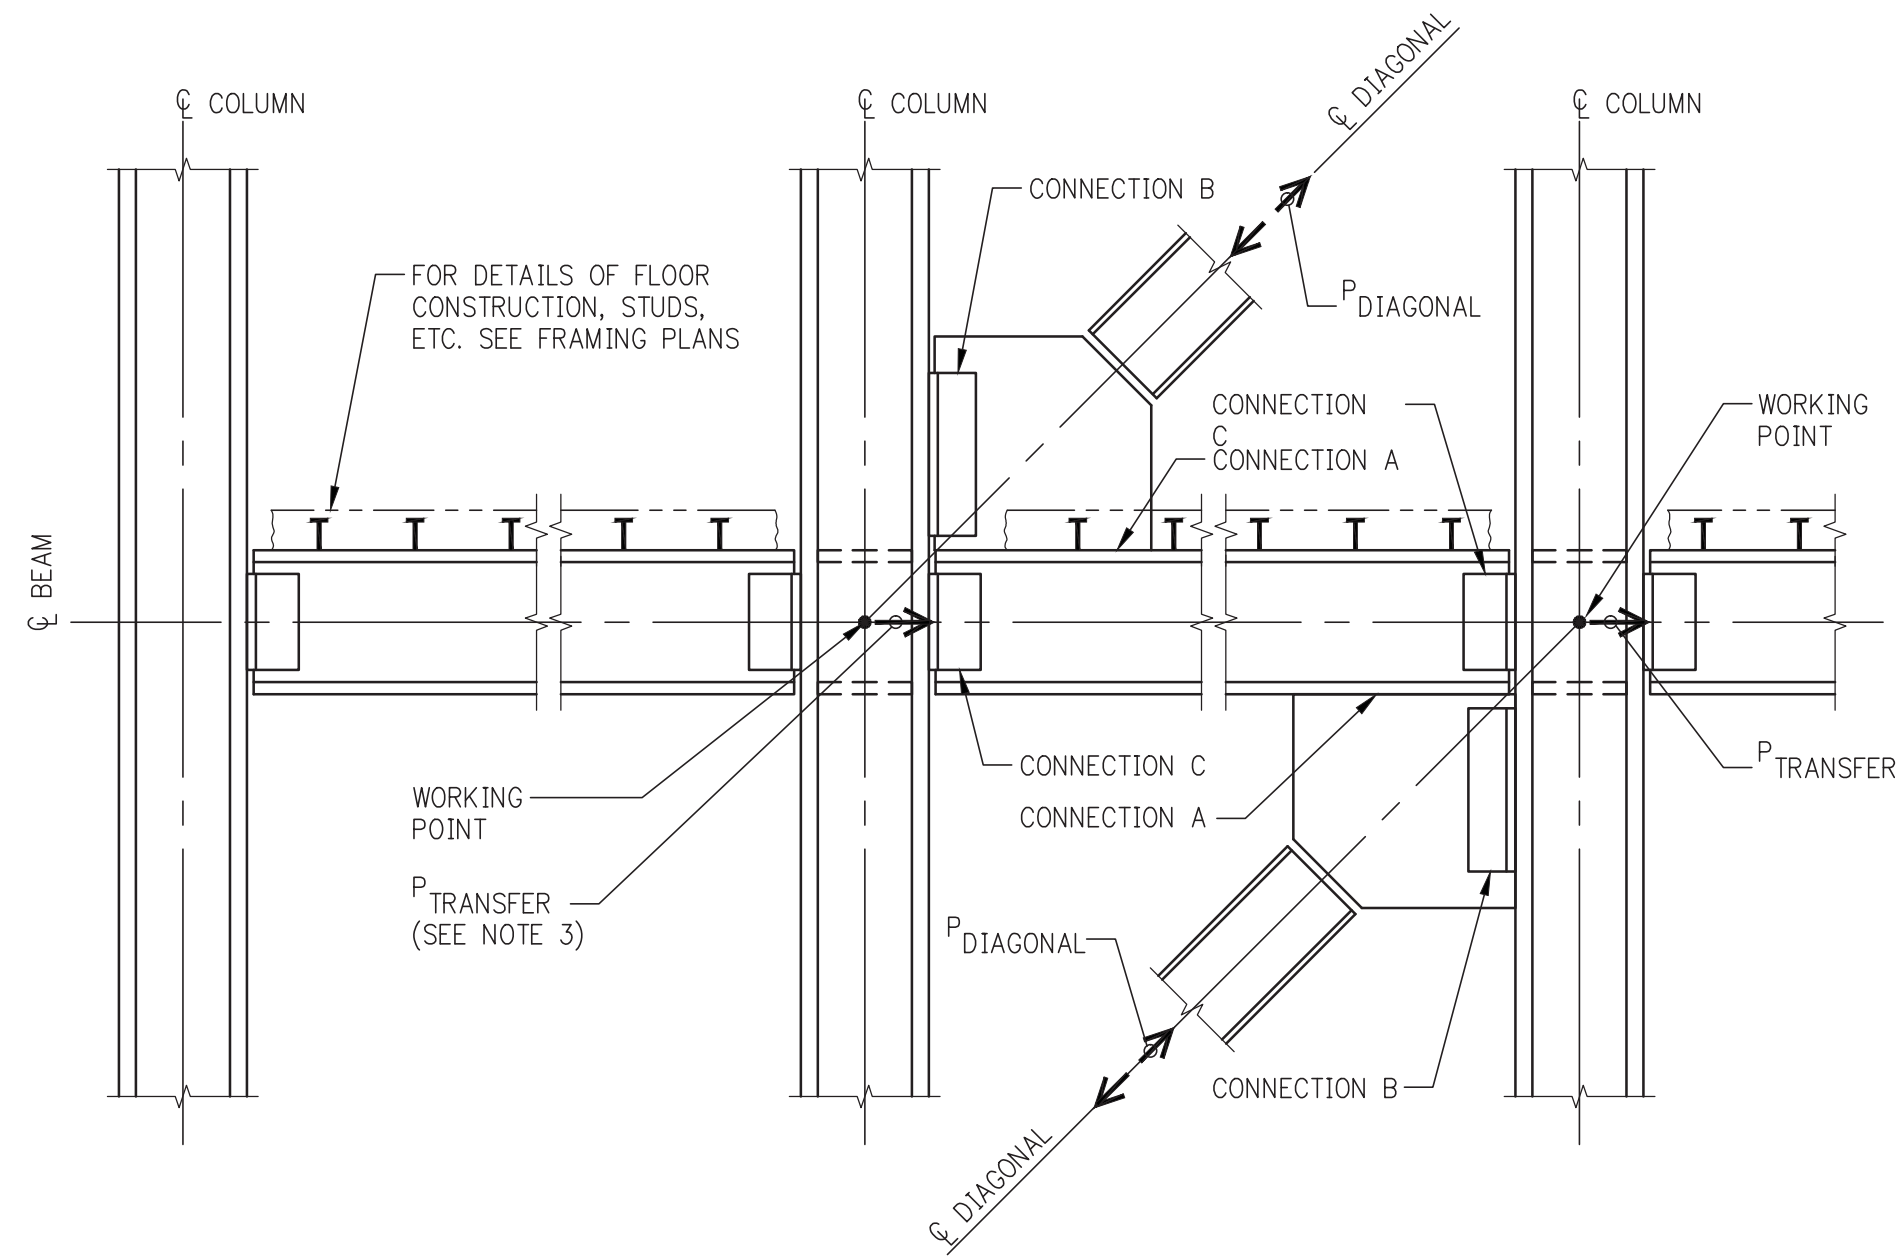 ℄ DIAGONAL
℄ COLUMN
℄ COLUMN
℄ COLUMN
CONNECTION B
FOR DETAILS OF FLOOR
CONSTRUCTION, STUDS,
ETC. SEE FRAMING PLANS
P DIAGONAL
CONNECTION
C
CONNECTION A
WORKING
POINT
℄ BEAM
CONNECTION C
P TRANSFER
WORKING
POINT
CONNECTION A
P TRANSFER
(SEE NOTE 3)
P DIAGONAL
CONNECTION B
℄ DIAGONAL